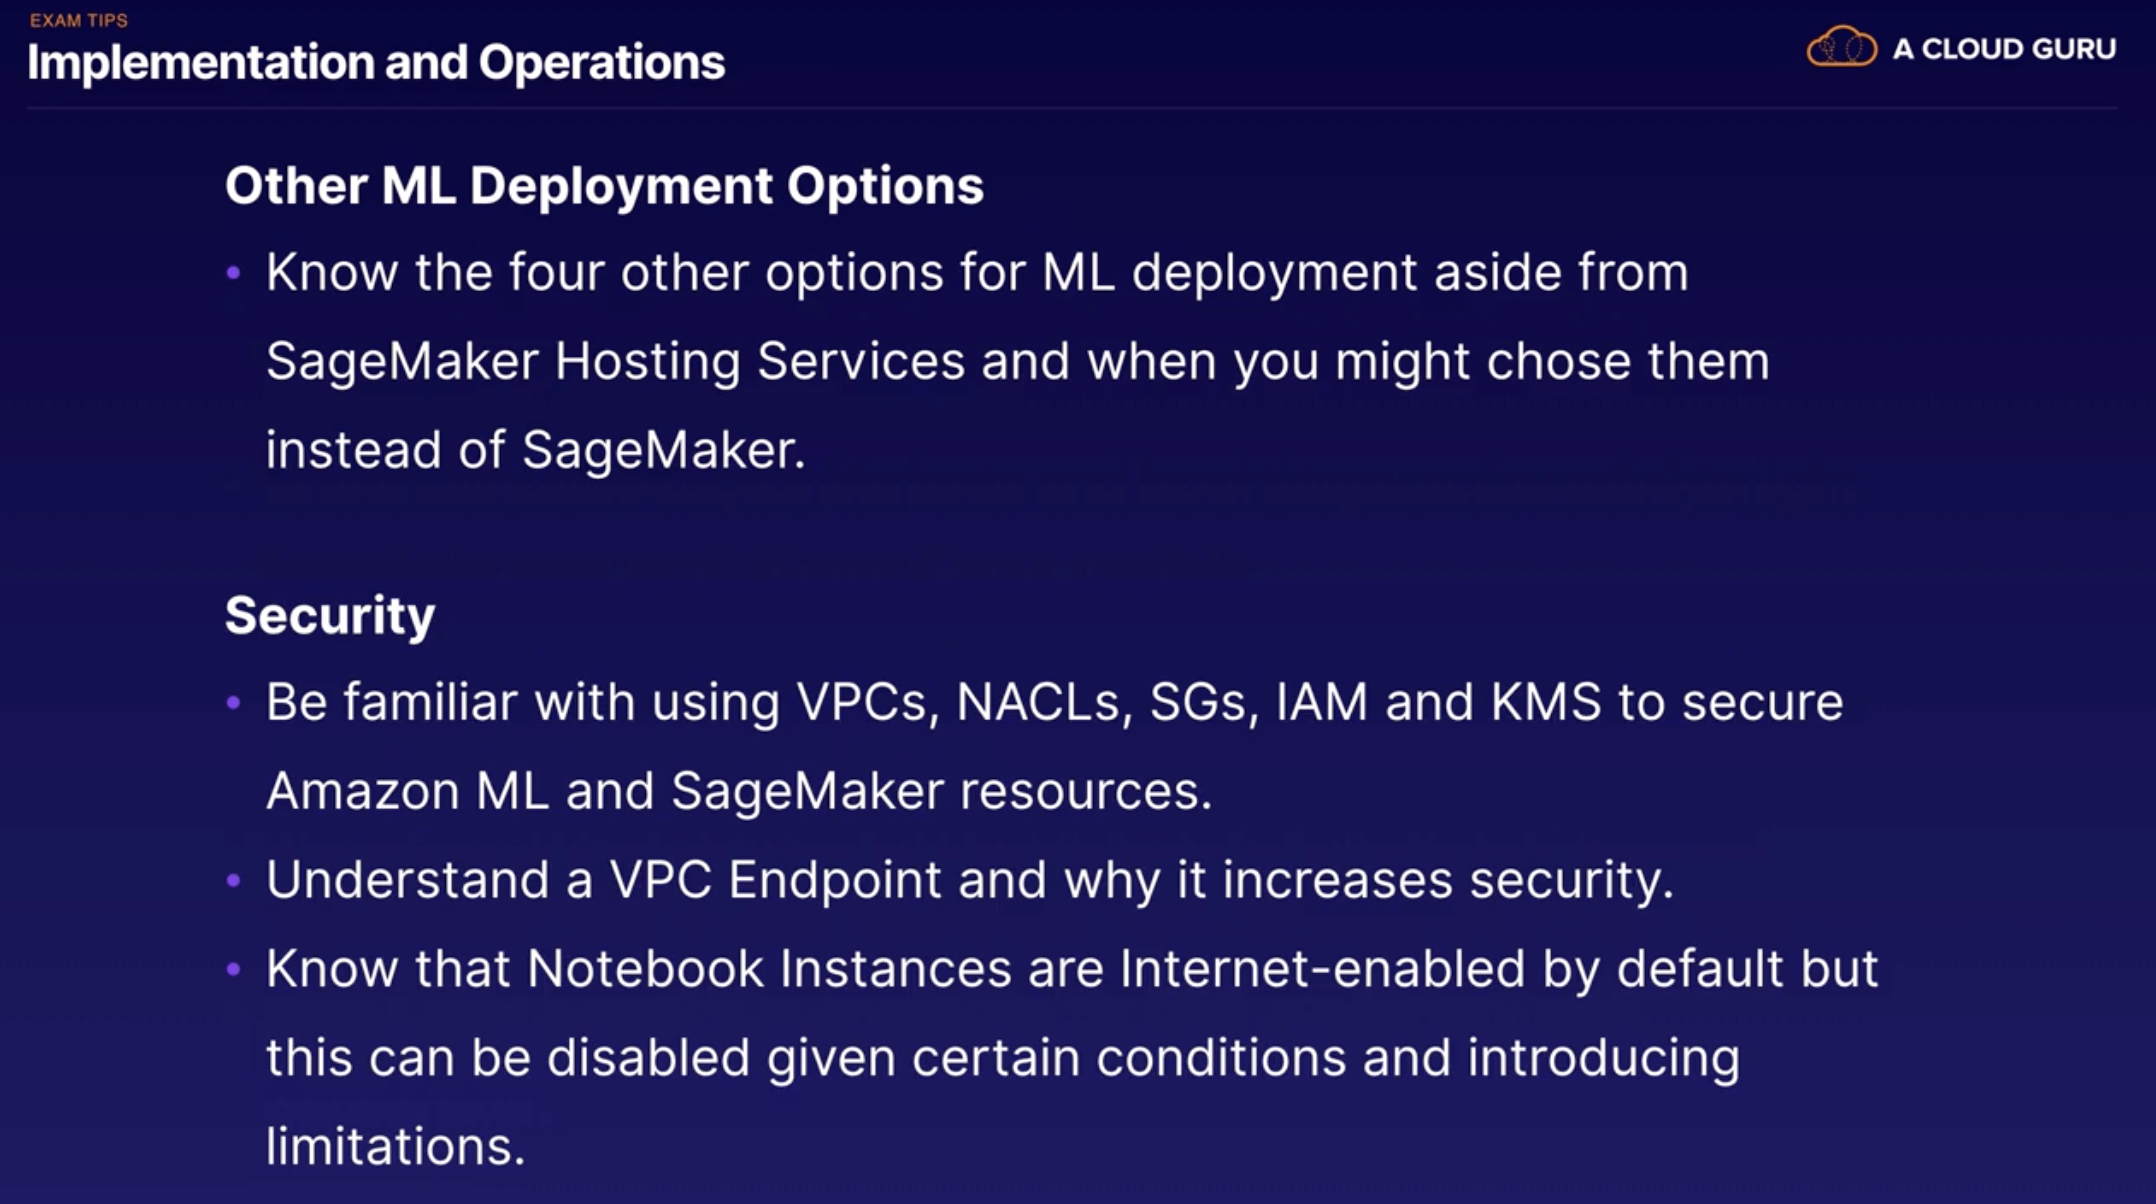 EXAM TIPS
Implementation and Operations
A CLOUD GURU
Other ML Deployment Options
• Know the four other options for ML deployment aside from
SageMaker Hosting Services and when you might chose them
instead of SageMaker.
Security
• Be familiar with using VPCs, NACLs, SGs, IAM and KMS to secure
Amazon ML and SageMaker resources.
• Understand a VPC Endpoint and why it increases security.
• Know that Notebook Instances are Internet-enabled by default but
this can be disabled given certain conditions and introducing
limitations.